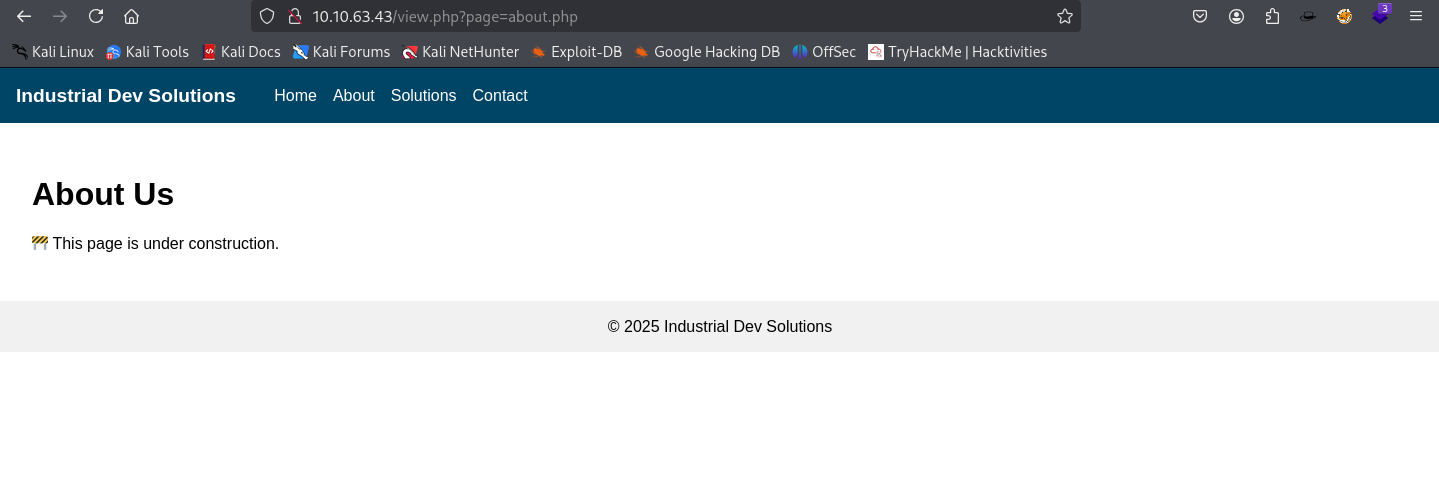 10.10.63.43/view.php?page=about.php
3
Kali Linux Kali Tools Kali Docs Kali Forums Kali NetHunter Exploit-DB Google Hacking DB OffSec TryHackMe | Hacktivities
Industrial Dev Solutions Home About Solutions Contact
About Us
🚧 This page is under construction.
© 2025 Industrial Dev Solutions